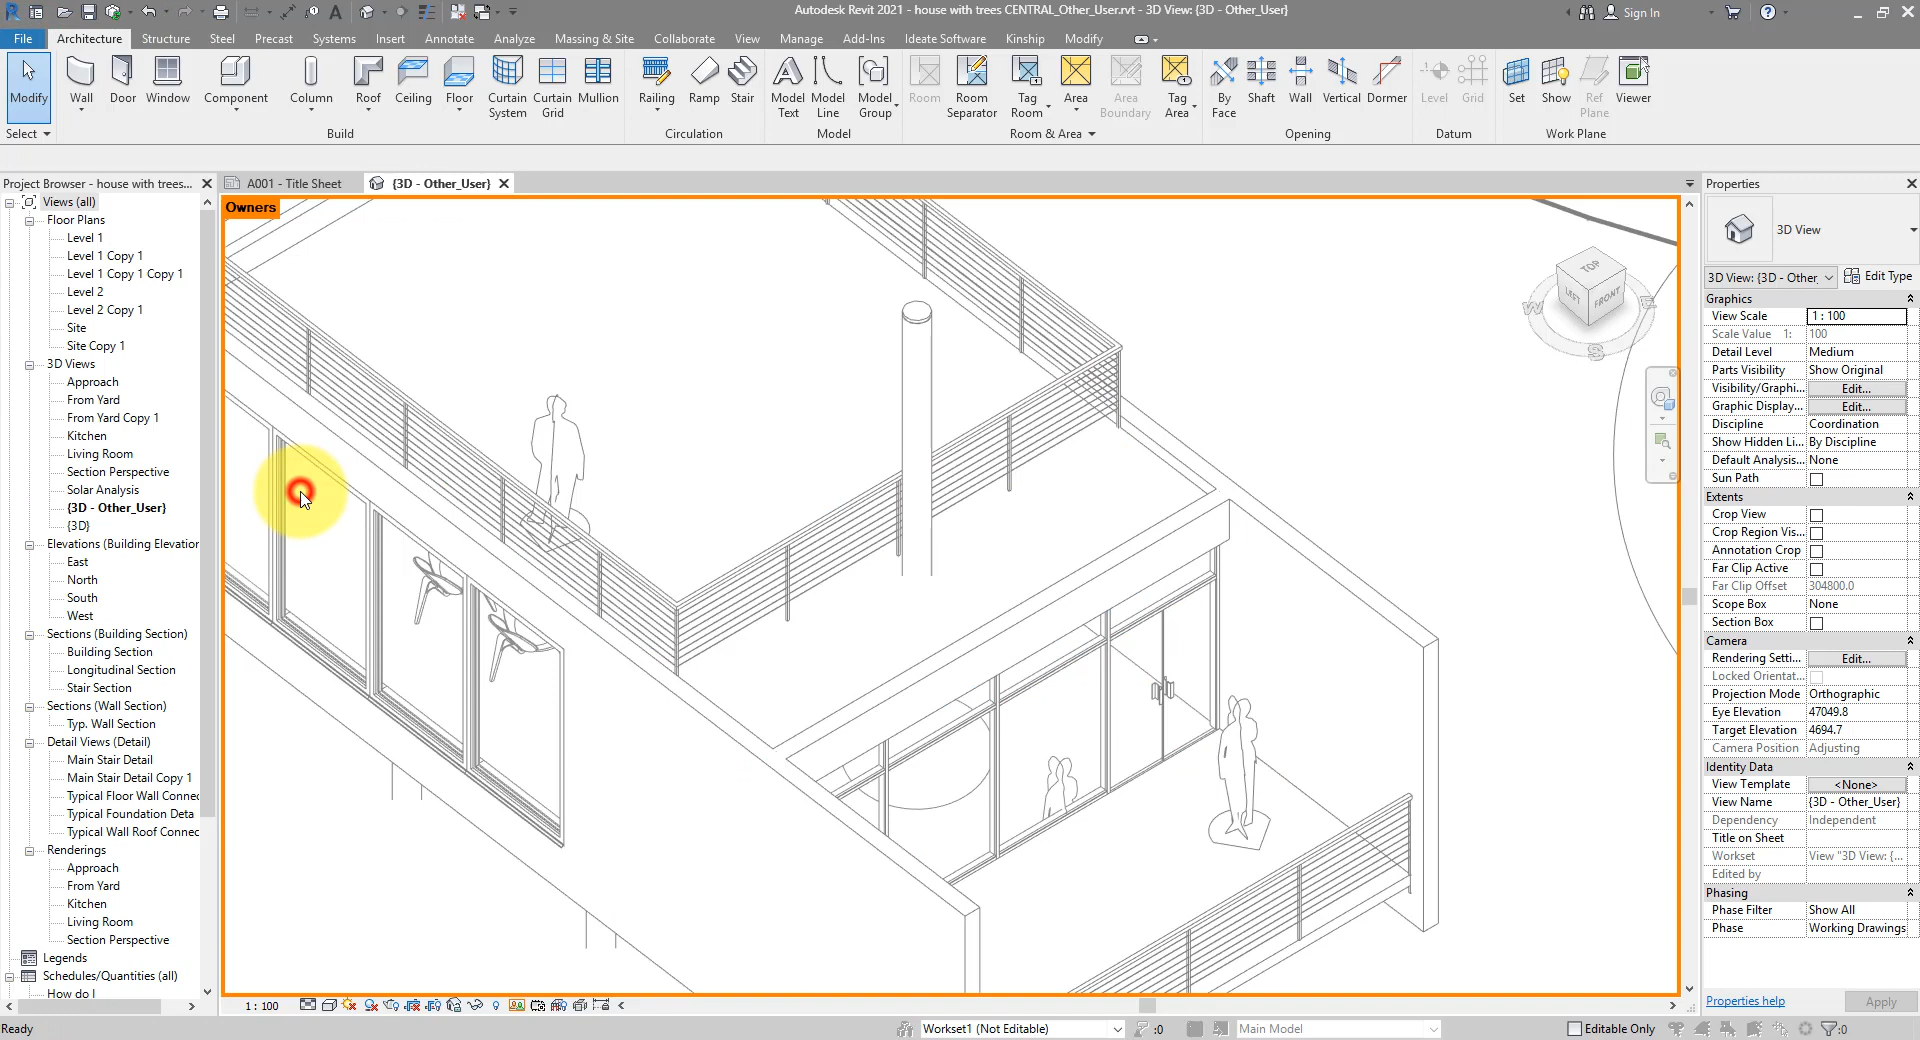 Autodesk Revit 2021 - house with trees CENTRAL_Other_User.rvt - 3D View: {3D - Other_User}
Sign In
File Architecture Structure Steel Precast Systems Insert Annotate Analyze Massing & Site Collaborate View Manage Add-Ins Ideate Software Kinship Modify
Modify Wall Door Window Component Column Roof Ceiling Floor Curtain System Curtain Grid Mullion Railing Ramp Stair Model Text Model Line Model Group Room Room Separator Tag Room Area Area Boundary Tag Area By Face Shaft Wall Vertical Dormer Level Grid Set Show Ref Plane Viewer
Select Build Circulation Model Room & Area Opening Datum Work Plane
Project Browser - house with trees...
A001 - Title Sheet
{3D - Other_User}
Properties
Views (all)
Floor Plans
Level 1
Level 1 Copy 1
Level 1 Copy 1 Copy 1
Level 2
Level 2 Copy 1
Site
Site Copy 1
3D Views
Approach
From Yard
From Yard Copy 1
Kitchen
Living Room
Section Perspective
Solar Analysis
{3D - Other_User}
{3D}
Elevations (Building Elevation
East
North
South
West
Sections (Building Section)
Building Section
Longitudinal Section
Stair Section
Sections (Wall Section)
Typ. Wall Section
Detail Views (Detail)
Main Stair Detail
Main Stair Detail Copy 1
Typical Floor Wall Connec
Typical Foundation Deta
Typical Wall Roof Connec
Renderings
Approach
From Yard
Kitchen
Living Room
Section Perspective
Legends
Schedules/Quantities (all)
How do I
Owners
TOP
LEFT FRONT
W E
S
3D View
3D View: {3D - Other_ Edit Type
Graphics
View Scale 1 : 100
Scale Value 1: 100
Detail Level Medium
Parts Visibility Show Original
Visibility/Graphi... Edit...
Graphic Display... Edit...
Discipline Coordination
Show Hidden Li... By Discipline
Default Analysis... None
Sun Path
Extents
Crop View
Crop Region Vis...
Annotation Crop
Far Clip Active
Far Clip Offset 304800.0
Scope Box None
Section Box
Camera
Rendering Setti... Edit...
Locked Orientat...
Projection Mode Orthographic
Eye Elevation 47049.8
Target Elevation 4694.7
Camera Position Adjusting
Identity Data
View Template <None>
View Name {3D - Other_User}
Dependency Independent
Title on Sheet
Workset View "3D View: {...
Edited by
Phasing
Phase Filter Show All
Phase Working Drawings
Properties help Apply
1 : 100
Ready
Workset1 (Not Editable)
:0
Main Model
Editable Only
:0